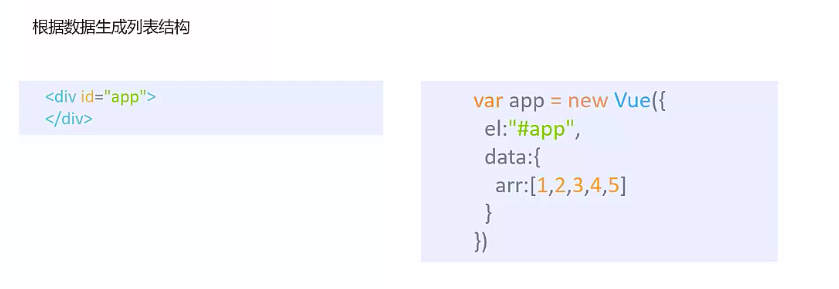 根据数据生成列表结构
<div id="app">
</div>
var app = new Vue({
el:"#app",
data:{
arr:[1,2,3,4,5]
}
})